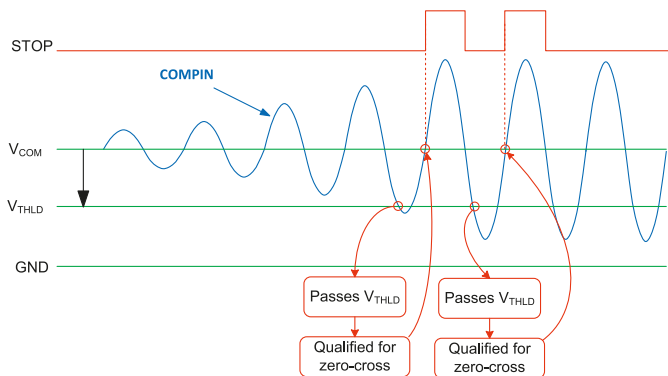 STOP
COMPIN
VCOM
VTHLD
GND
Passes VTHLD
Qualified for
zero-cross
Passes VTHLD
Qualified for
zero-cross